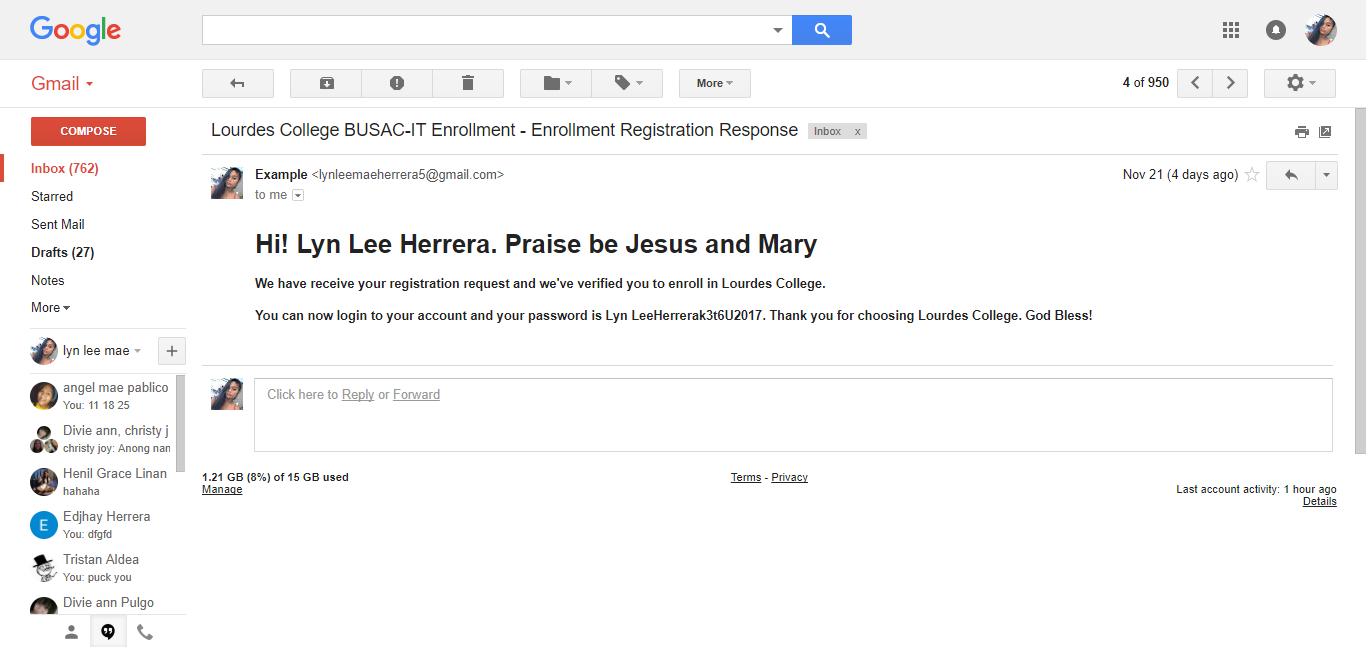 Google
Gmail
More
4 of 950
COMPOSE
Lourdes College BUSAC-IT Enrollment - Enrollment Registration Response
Inbox x
Inbox (762)
Starred
Sent Mail
Drafts (27)
Notes
More
Example <lynleemaeherrera5@gmail.com>
to me
Nov 21 (4 days ago)
Hi! Lyn Lee Herrera. Praise be Jesus and Mary
We have receive your registration request and we've verified you to enroll in Lourdes College.
You can now login to your account and your password is Lyn LeeHerrerak3t6U2017. Thank you for choosing Lourdes College. God Bless!
lyn lee mae
+
angel mae pablico
You: 11 18 25
Divie ann, christy j
christy joy: Anong nan
Henil Grace Linan
hahaha
E
Edjhay Herrera
You: dfgfd
Tristan Aldea
You: puck you
Divie ann Pulgo
Click here to Reply or Forward
1.21 GB (8%) of 15 GB used
Manage
Terms - Privacy
Last account activity: 1 hour ago
Details